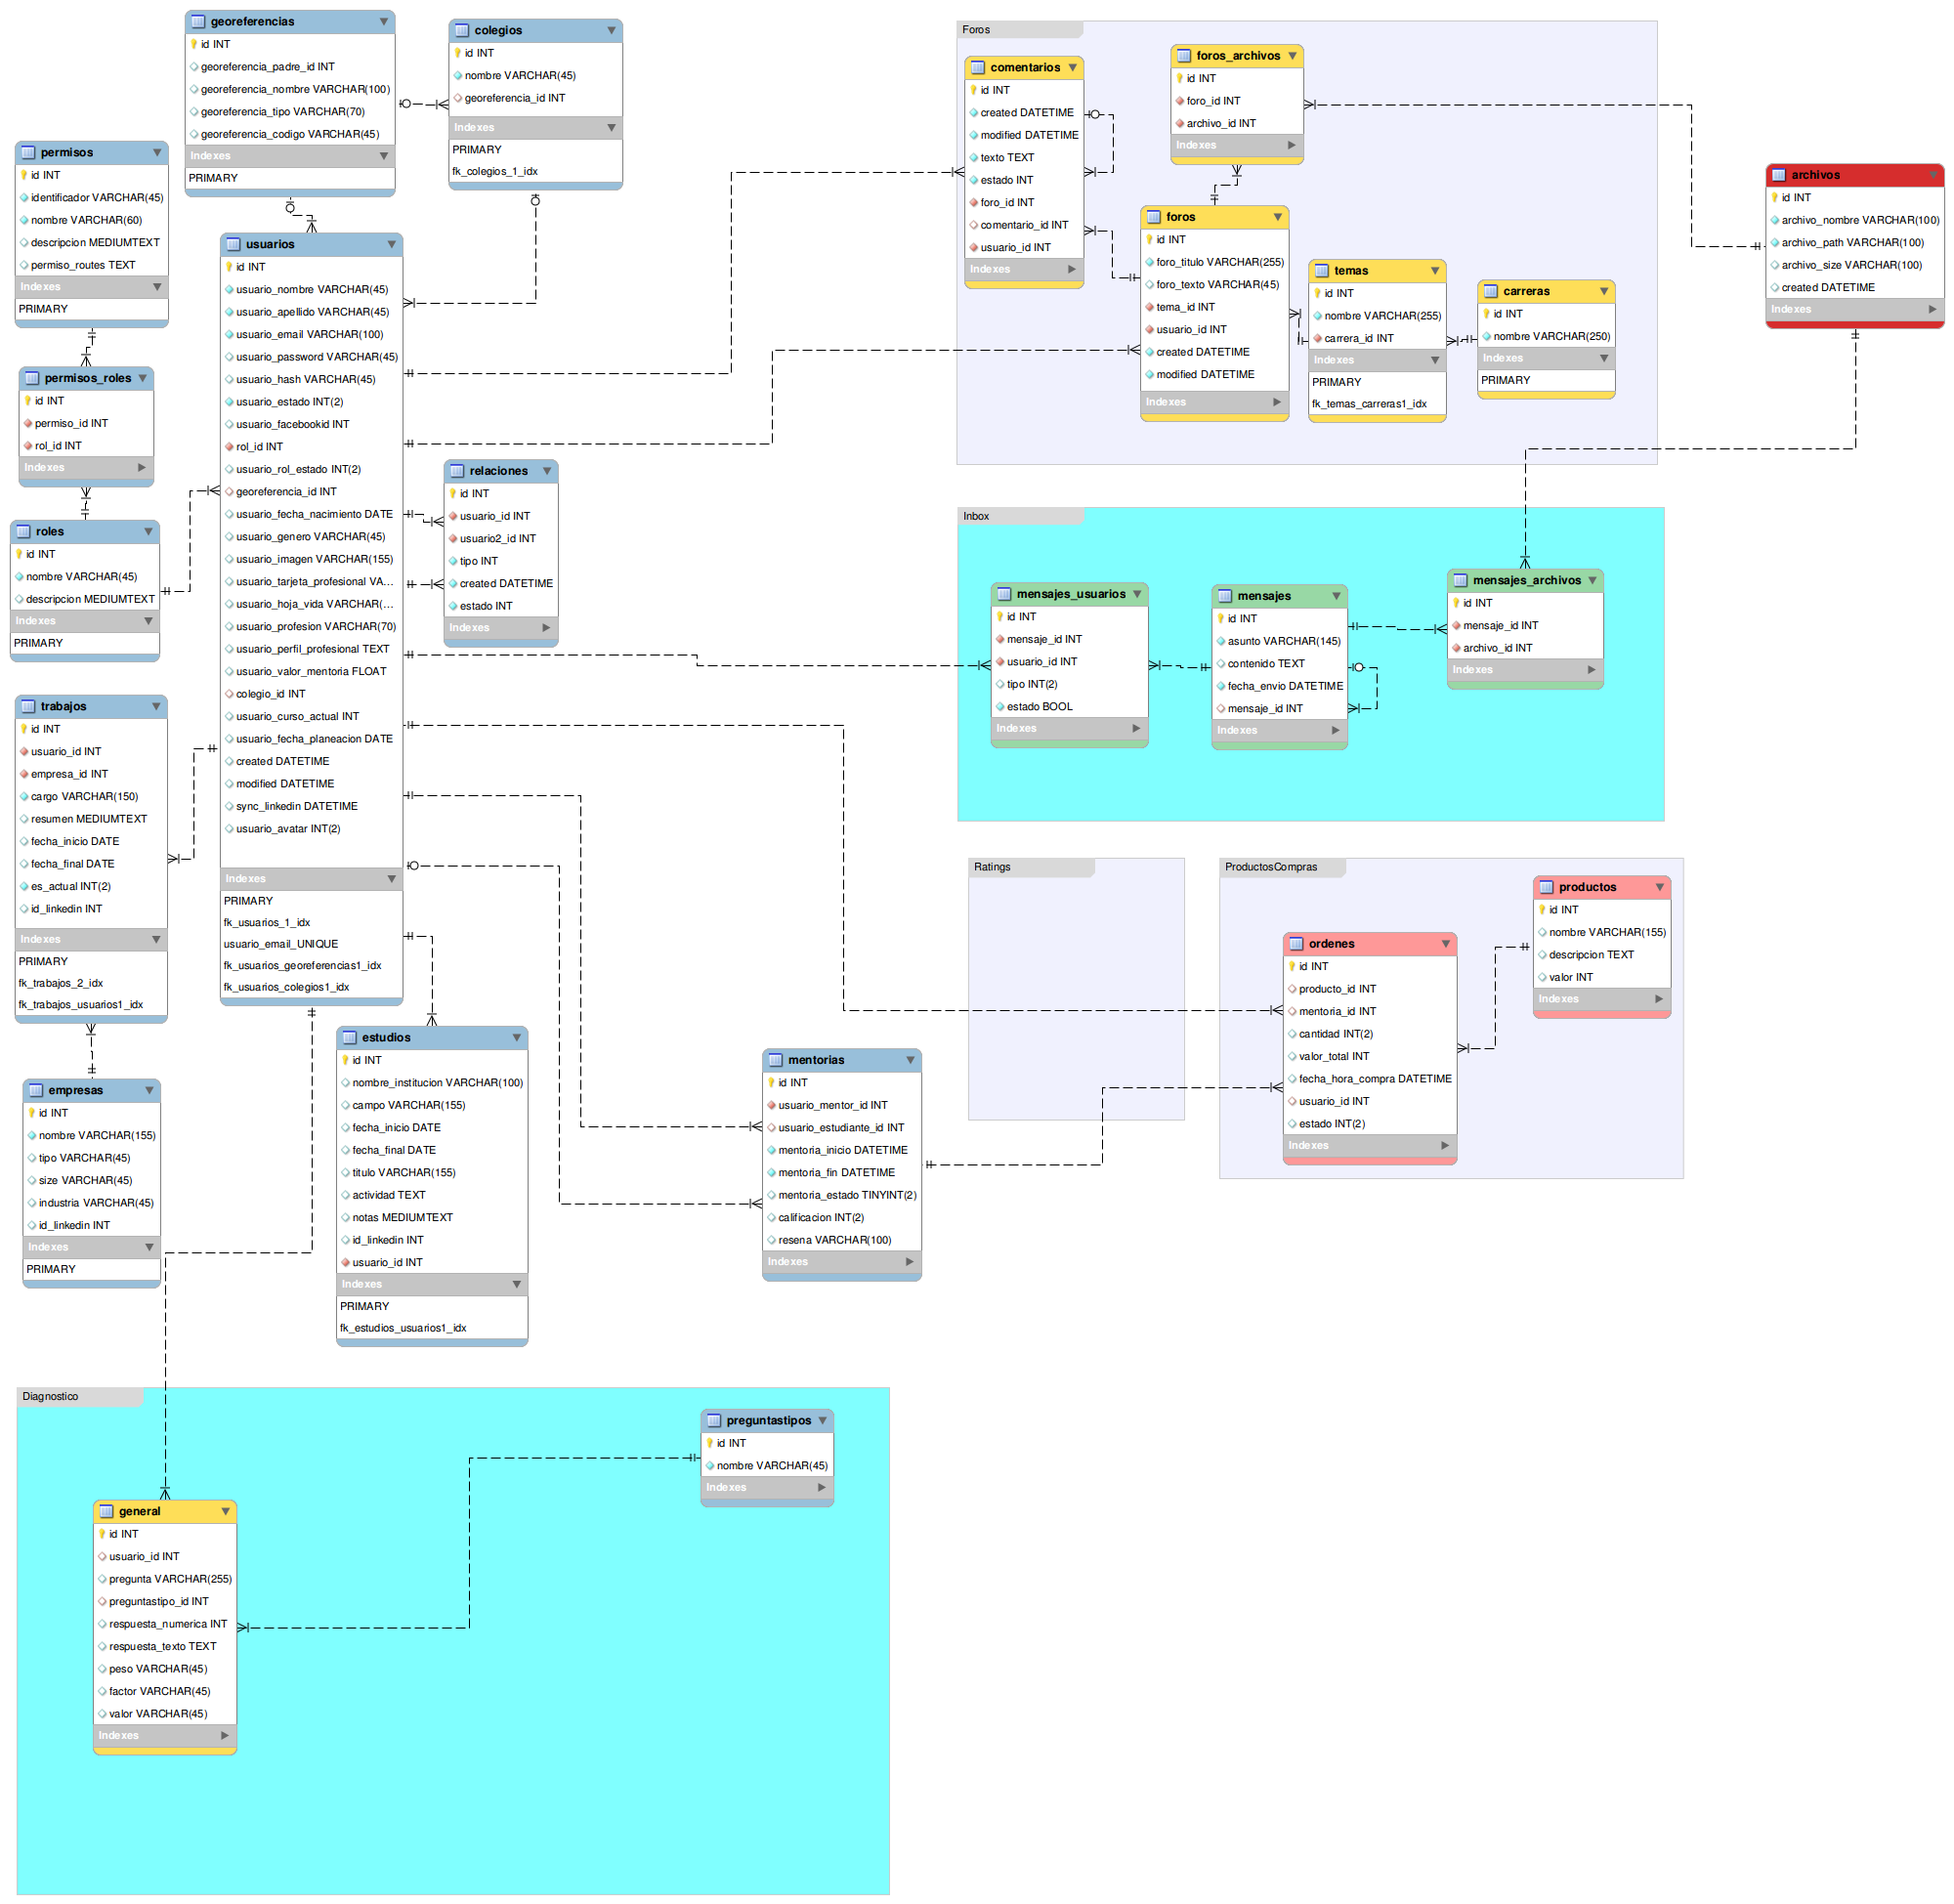 georeferencias
id INT
georeferencia_padre_id INT
georeferencia_nombre VARCHAR(100)
georeferencia_tipo VARCHAR(70)
georeferencia_codigo VARCHAR(45)
Indexes
PRIMARY
colegios
id INT
nombre VARCHAR(45)
georeferencia_id INT
Indexes
PRIMARY
fk_colegios_1_idx
permisos
id INT
identificador VARCHAR(45)
nombre VARCHAR(60)
descripcion MEDIUMTEXT
permiso_routes TEXT
Indexes
PRIMARY
permisos_roles
id INT
permiso_id INT
rol_id INT
Indexes
roles
id INT
nombre VARCHAR(45)
descripcion MEDIUMTEXT
Indexes
PRIMARY
usuarios
id INT
usuario_nombre VARCHAR(45)
usuario_apellido VARCHAR(45)
usuario_email VARCHAR(100)
usuario_password VARCHAR(45)
usuario_hash VARCHAR(45)
usuario_estado INT(2)
usuario_facebookid INT
rol_id INT
usuario_rol_estado INT(2)
georeferencia_id INT
usuario_fecha_nacimiento DATE
usuario_genero VARCHAR(45)
usuario_imagen VARCHAR(155)
usuario_tarjeta_profesional VA...
usuario_hoja_vida VARCHAR(...
usuario_profesion VARCHAR(70)
usuario_perfil_profesional TEXT
usuario_valor_mentoria FLOAT
colegio_id INT
usuario_curso_actual INT
usuario_fecha_planeacion DATE
created DATETIME
modified DATETIME
sync_linkedin DATETIME
usuario_avatar INT(2)
Indexes
PRIMARY
fk_usuarios_1_idx
usuario_email_UNIQUE
fk_usuarios_georeferencias1_idx
fk_usuarios_colegios1_idx
relaciones
id INT
usuario_id INT
usuario2_id INT
tipo INT
created DATETIME
estado INT
Indexes
trabajos
id INT
usuario_id INT
empresa_id INT
cargo VARCHAR(150)
resumen MEDIUMTEXT
fecha_inicio DATE
fecha_final DATE
es_actual INT(2)
id_linkedin INT
Indexes
PRIMARY
fk_trabajos_2_idx
fk_trabajos_usuarios1_idx
empresas
id INT
nombre VARCHAR(155)
tipo VARCHAR(45)
size VARCHAR(45)
industria VARCHAR(45)
id_linkedin INT
Indexes
PRIMARY
estudios
id INT
nombre_institucion VARCHAR(100)
campo VARCHAR(155)
fecha_inicio DATE
fecha_final DATE
titulo VARCHAR(155)
actividad TEXT
notas MEDIUMTEXT
id_linkedin INT
usuario_id INT
Indexes
PRIMARY
fk_estudios_usuarios1_idx
mentorias
id INT
usuario_mentor_id INT
usuario_estudiante_id INT
mentoria_inicio DATETIME
mentoria_fin DATETIME
mentoria_estado TINYINT(2)
calificacion INT(2)
resena VARCHAR(100)
Indexes
Foros
comentarios
id INT
created DATETIME
modified DATETIME
texto TEXT
estado INT
foro_id INT
comentario_id INT
usuario_id INT
Indexes
foros_archivos
id INT
foro_id INT
archivo_id INT
Indexes
foros
id INT
foro_titulo VARCHAR(255)
foro_texto VARCHAR(45)
tema_id INT
usuario_id INT
created DATETIME
modified DATETIME
Indexes
temas
id INT
nombre VARCHAR(255)
carrera_id INT
Indexes
PRIMARY
fk_temas_carreras1_idx
carreras
id INT
nombre VARCHAR(250)
Indexes
PRIMARY
archivos
id INT
archivo_nombre VARCHAR(100)
archivo_path VARCHAR(100)
archivo_size VARCHAR(100)
created DATETIME
Indexes
Inbox
mensajes_usuarios
id INT
mensaje_id INT
usuario_id INT
tipo INT(2)
estado BOOL
Indexes
mensajes
id INT
asunto VARCHAR(145)
contenido TEXT
fecha_envio DATETIME
mensaje_id INT
Indexes
mensajes_archivos
id INT
mensaje_id INT
archivo_id INT
Indexes
Ratings
ProductosCompras
ordenes
id INT
producto_id INT
mentoria_id INT
cantidad INT(2)
valor_total INT
fecha_hora_compra DATETIME
usuario_id INT
estado INT(2)
Indexes
productos
id INT
nombre VARCHAR(155)
descripcion TEXT
valor INT
Indexes
Diagnostico
preguntastipos
id INT
nombre VARCHAR(45)
Indexes
general
id INT
usuario_id INT
pregunta VARCHAR(255)
preguntastipo_id INT
respuesta_numerica INT
respuesta_texto TEXT
peso VARCHAR(45)
factor VARCHAR(45)
valor VARCHAR(45)
Indexes